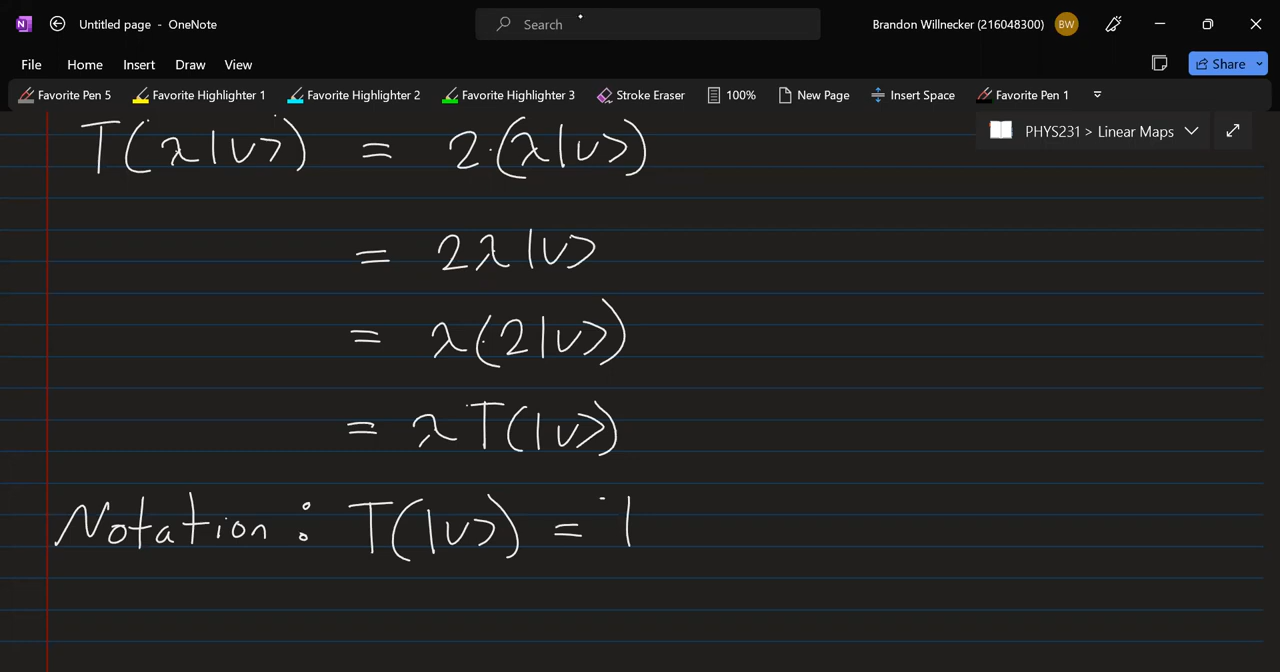 Untitled page - OneNote
Search
Brandon Willnecker (216048300)
BW
File Home Insert Draw View
Share
Favorite Pen 5 Favorite Highlighter 1 Favorite Highlighter 2 Favorite Highlighter 3 Stroke Eraser 100% New Page Insert Space Favorite Pen 1
PHYS231 > Linear Maps
T(λ|v>) = 2·(λ|v>)
= 2λ|v>
= λ(2|v>)
= λT(|v>)
Notation : T(|v>) = |